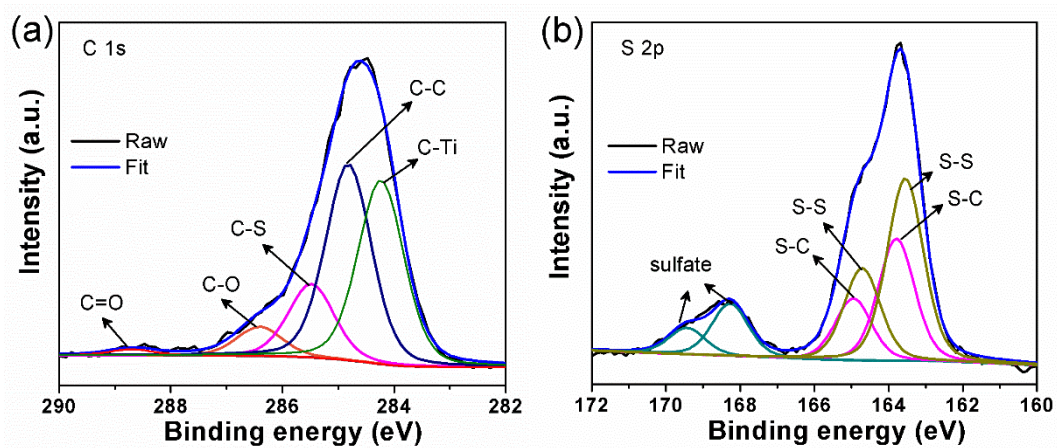 (a)
C 1s
Raw
Fit
C-C
C-Ti
C-S
C-O
C=O
Intensity (a.u.)
290 288 286 284 282
Binding energy (eV)
(b)
S 2p
Raw
Fit
S-S
S-C
S-S
S-C
sulfate
Intensity (a.u.)
172 170 168 166 164 162 160
Binding energy (eV)